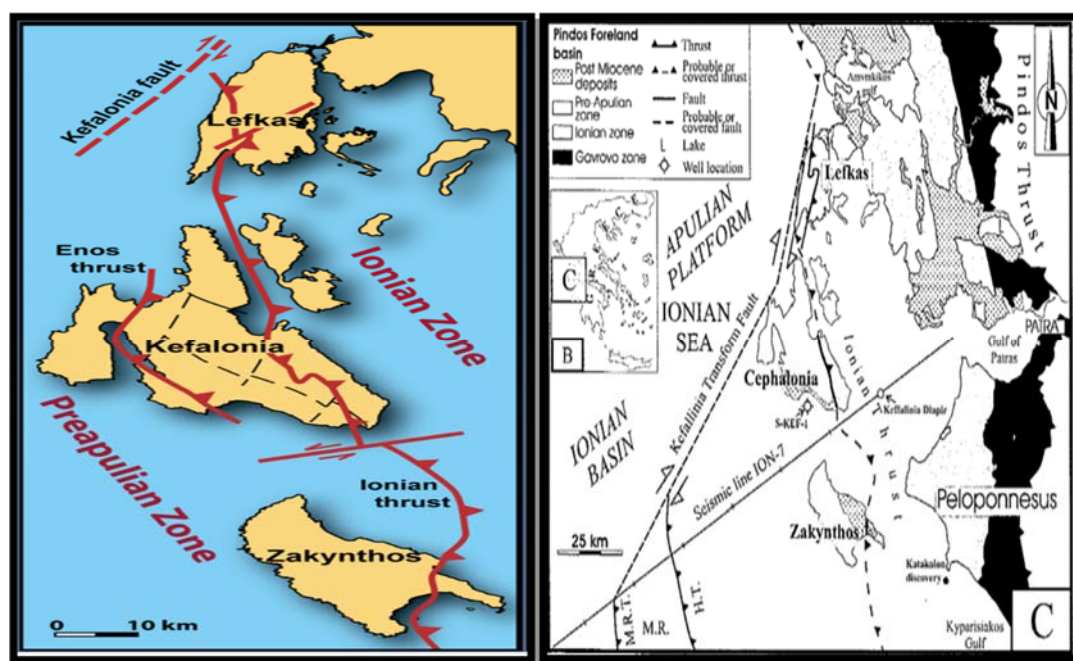 Kefalonia fault
Lefkas
Enos
thrust
Ionian Zone
Kefalonia
Preapulian Zone
Ionian
thrust
Zakynthos
0 10 km
Pindos Foreland
basin
Post Miocene
deposits
Pre-Apulian
zone
Ionian zone
Gavrovo zone
Thrust
Probable or
covered thrust
Fault
Probable or
covered fault
Lake
Well location
N
Pindos Thrust
Amvrakikos
gulf
Lefkas
APULIAN
PLATFORM
C
B
IONIAN
SEA
PATRA
Gulf of
Patras
Ionian
Thrust
Cephalonia
S-KEF-1
Kefallinia Diapir
Kefallinia Transform Fault
IONIAN
BASIN
Seismic line ION-7
Peloponnesus
Zakynthos
25 km
Katakolon
discovery
M.R.T.
M.R.
H.T.
Kyparisiakos
Gulf
C